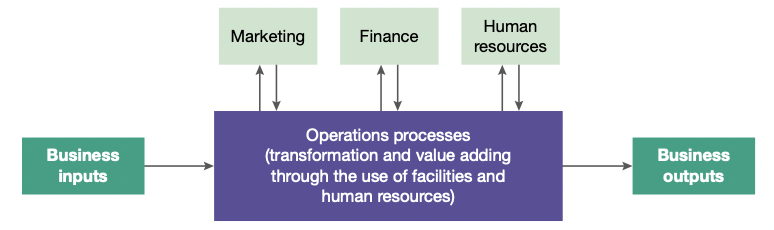 Marketing
Finance
Human
resources
Operations processes
(transformation and value adding
through the use of facilities and
human resources)
Business
inputs
Business
outputs